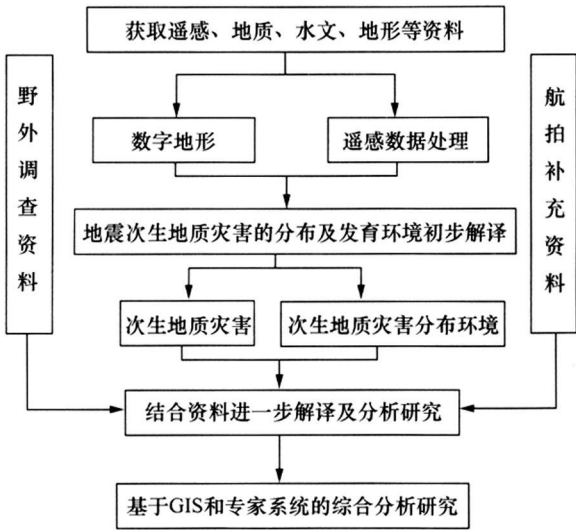 获取遥感、地质、水文、地形等资料
野外调查资料
航拍补充资料
数字地形
遥感数据处理
地震次生地质灾害的分布及发育环境初步解译
次生地质灾害
次生地质灾害分布环境
结合资料进一步解译及分析研究
基于GIS和专家系统的综合分析研究